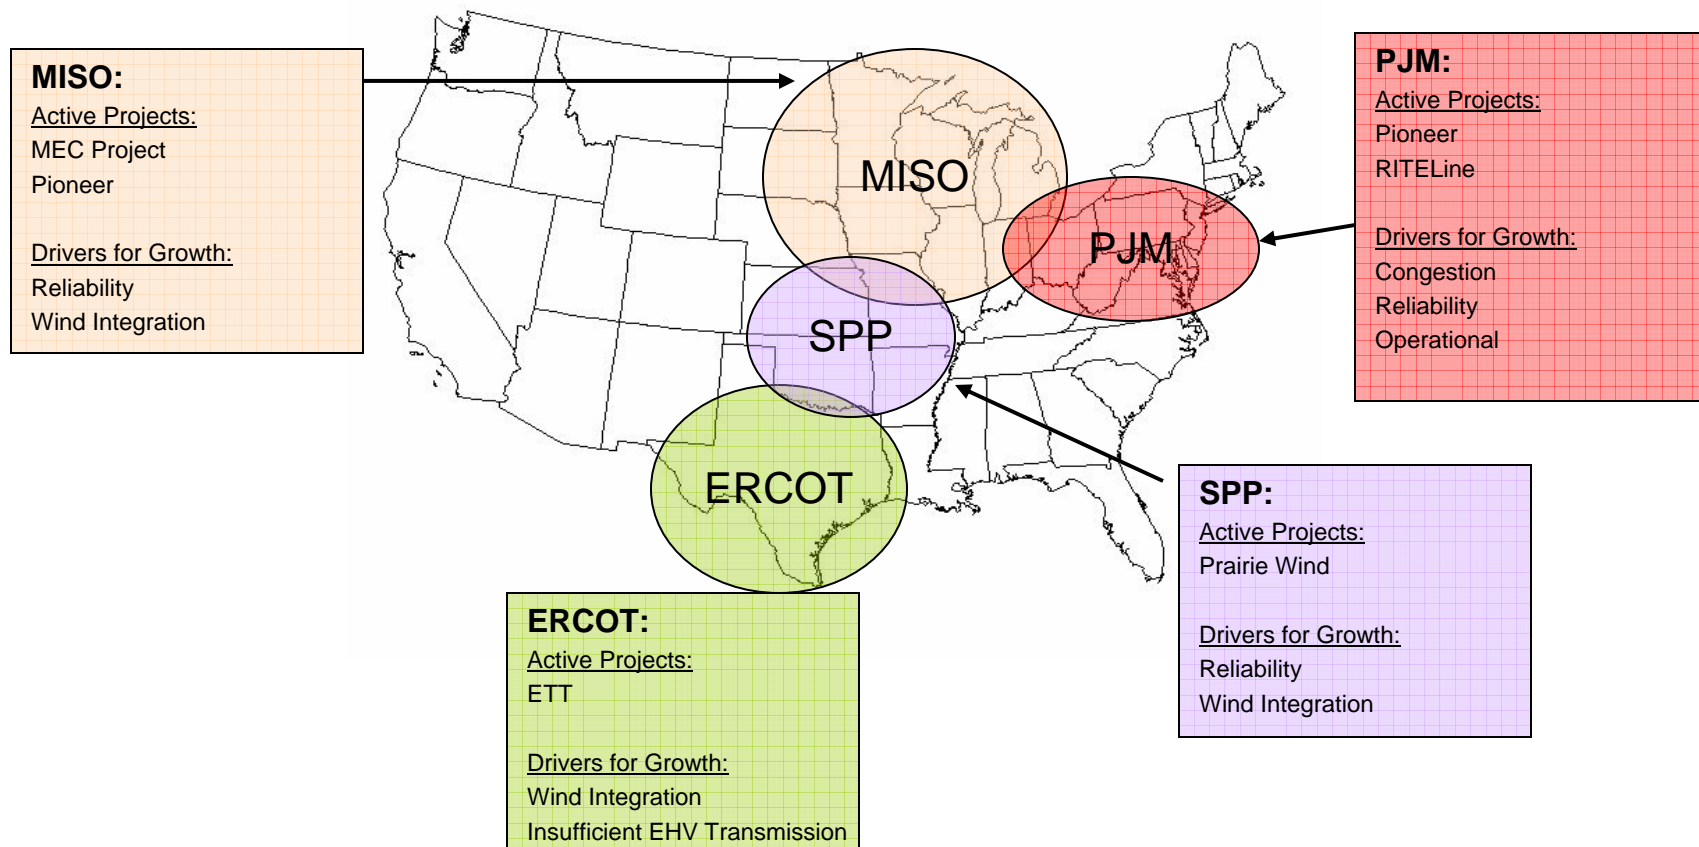 MISO:
Active Projects:
MEC Project
Pioneer
Drivers for Growth:
Reliability
Wind Integration
MISO
PJM
SPP
ERCOT
PJM:
Active Projects:
Pioneer
RITELine
Drivers for Growth:
Congestion
Reliability
Operational
SPP:
Active Projects:
Prairie Wind
Drivers for Growth:
Reliability
Wind Integration
ERCOT:
Active Projects:
ETT
Drivers for Growth:
Wind Integration
Insufficient EHV Transmission